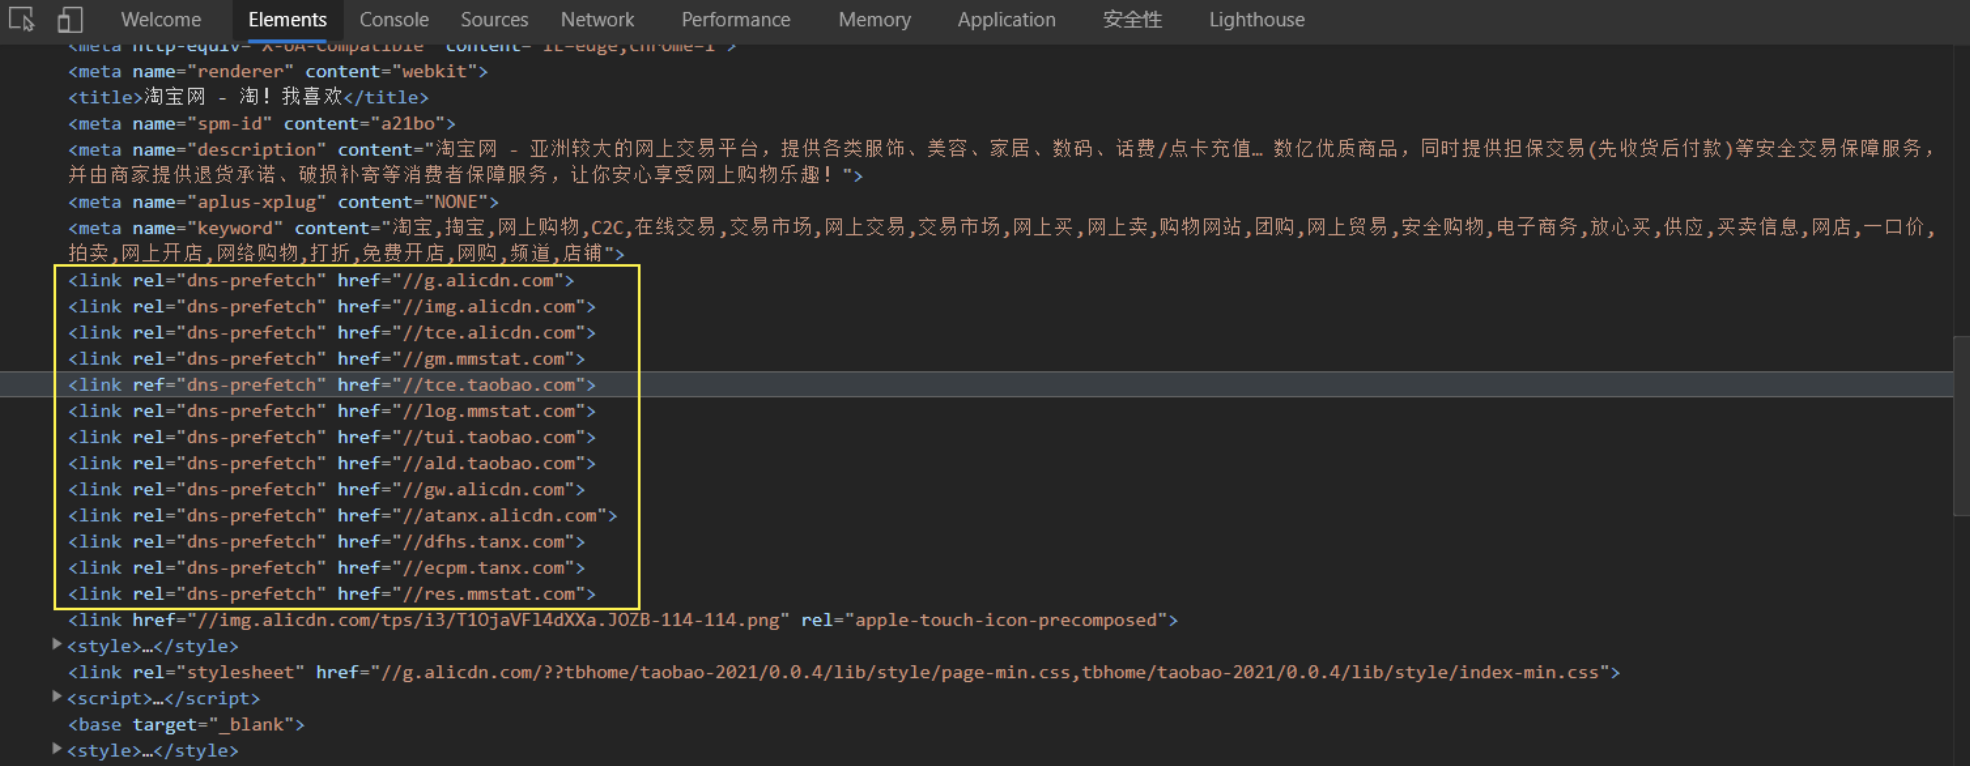 Welcome Elements Console Sources Network Performance Memory Application 安全性 Lighthouse
<meta http-equiv="X-UA-Compatible" content="IE=edge,chrome=1">
<meta name="renderer" content="webkit">
<title>淘宝网 - 淘！我喜欢</title>
<meta name="spm-id" content="a21bo">
<meta name="description" content="淘宝网 - 亚洲较大的网上交易平台，提供各类服饰、美容、家居、数码、话费/点卡充值… 数亿优质商品，同时提供担保交易(先收货后付款)等安全交易保障服务，
并由商家提供退货承诺、破损补寄等消费者保障服务，让你安心享受网上购物乐趣！">
<meta name="aplus-xplug" content="NONE">
<meta name="keyword" content="淘宝,掏宝,网上购物,C2C,在线交易,交易市场,网上交易,交易市场,网上买,网上卖,购物网站,团购,网上贸易,安全购物,电子商务,放心买,供应,买卖信息,网店,一口价,
拍卖,网上开店,网络购物,打折,免费开店,网购,频道,店铺">
<link rel="dns-prefetch" href="//g.alicdn.com">
<link rel="dns-prefetch" href="//img.alicdn.com">
<link rel="dns-prefetch" href="//tce.alicdn.com">
<link rel="dns-prefetch" href="//gm.mmstat.com">
<link ref="dns-prefetch" href="//tce.taobao.com">
<link rel="dns-prefetch" href="//log.mmstat.com">
<link rel="dns-prefetch" href="//tui.taobao.com">
<link rel="dns-prefetch" href="//ald.taobao.com">
<link rel="dns-prefetch" href="//gw.alicdn.com">
<link rel="dns-prefetch" href="//atanx.alicdn.com">
<link rel="dns-prefetch" href="//dfhs.tanx.com">
<link rel="dns-prefetch" href="//ecpm.tanx.com">
<link rel="dns-prefetch" href="//res.mmstat.com">
<link href="//img.alicdn.com/tps/i3/T1OjaVFl4dXXa.JOZB-114-114.png" rel="apple-touch-icon-precomposed">
<style>…</style>
<link rel="stylesheet" href="//g.alicdn.com/??tbhome/taobao-2021/0.0.4/lib/style/page-min.css,tbhome/taobao-2021/0.0.4/lib/style/index-min.css">
<script>…</script>
<base target="_blank">
<style>…</style>